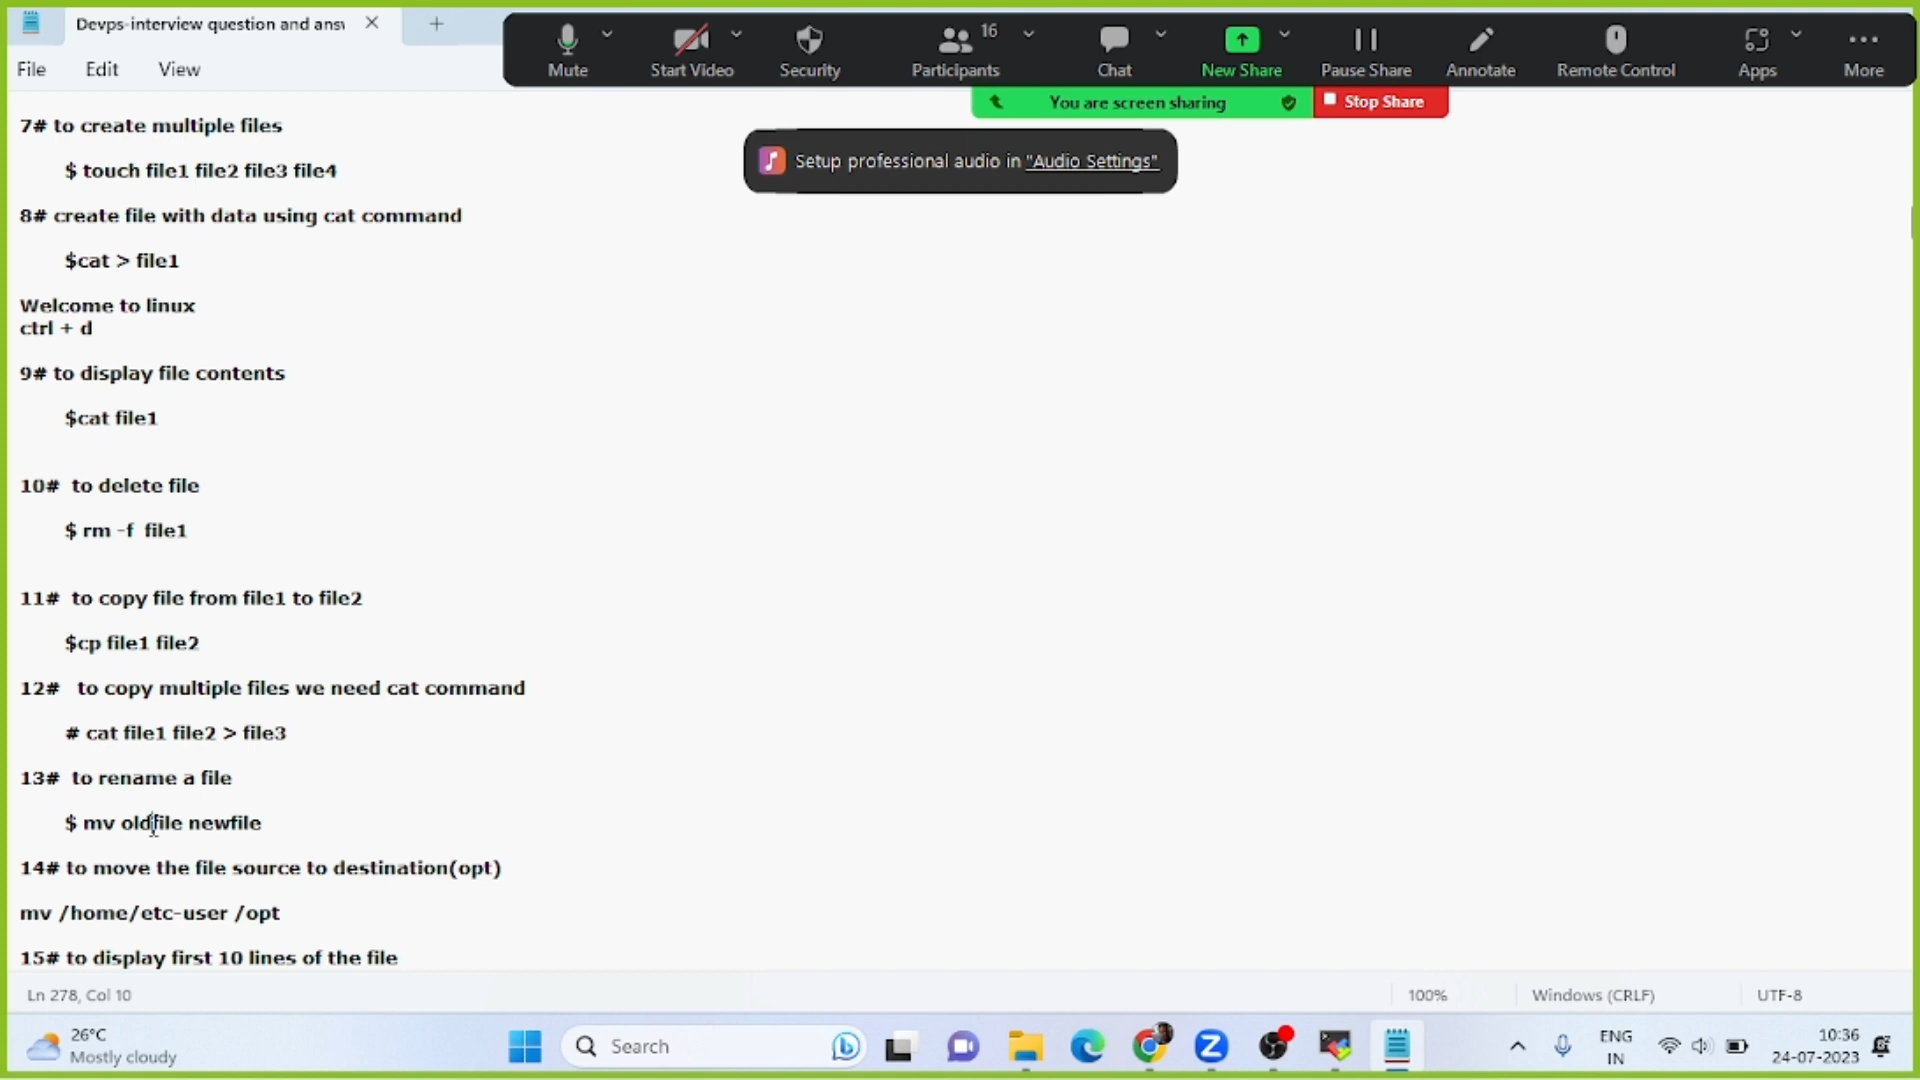 Devps-interview question and ans
File Edit View
Mute
Start Video
Security
16
Participants
Chat
New Share
Pause Share
Annotate
Remote Control
Apps
More
You are screen sharing
Stop Share
Setup professional audio in "Audio Settings"
7# to create multiple files
$ touch file1 file2 file3 file4
8# create file with data using cat command
$cat > file1
Welcome to linux
ctrl + d
9# to display file contents
$cat file1
10# to delete file
$ rm -f file1
11# to copy file from file1 to file2
$cp file1 file2
12# to copy multiple files we need cat command
# cat file1 file2 > file3
13# to rename a file
$ mv oldfile newfile
14# to move the file source to destination(opt)
mv /home/etc-user /opt
15# to display first 10 lines of the file
Ln 278, Col 10
100%
Windows (CRLF)
UTF-8
26°C
Mostly cloudy
Search
ENG
IN
10:36
24-07-2023